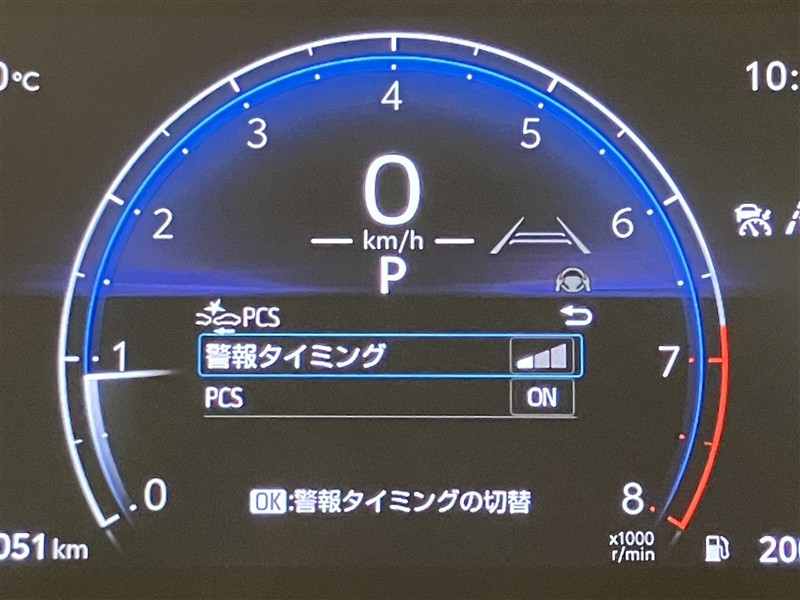 0℃
10:
4
3
5
0
2
6
km/h
P
PCS
警報タイミング
1
7
PCS
ON
0
OK:警報タイミングの切替
8
x1000
r/min
051 km
200